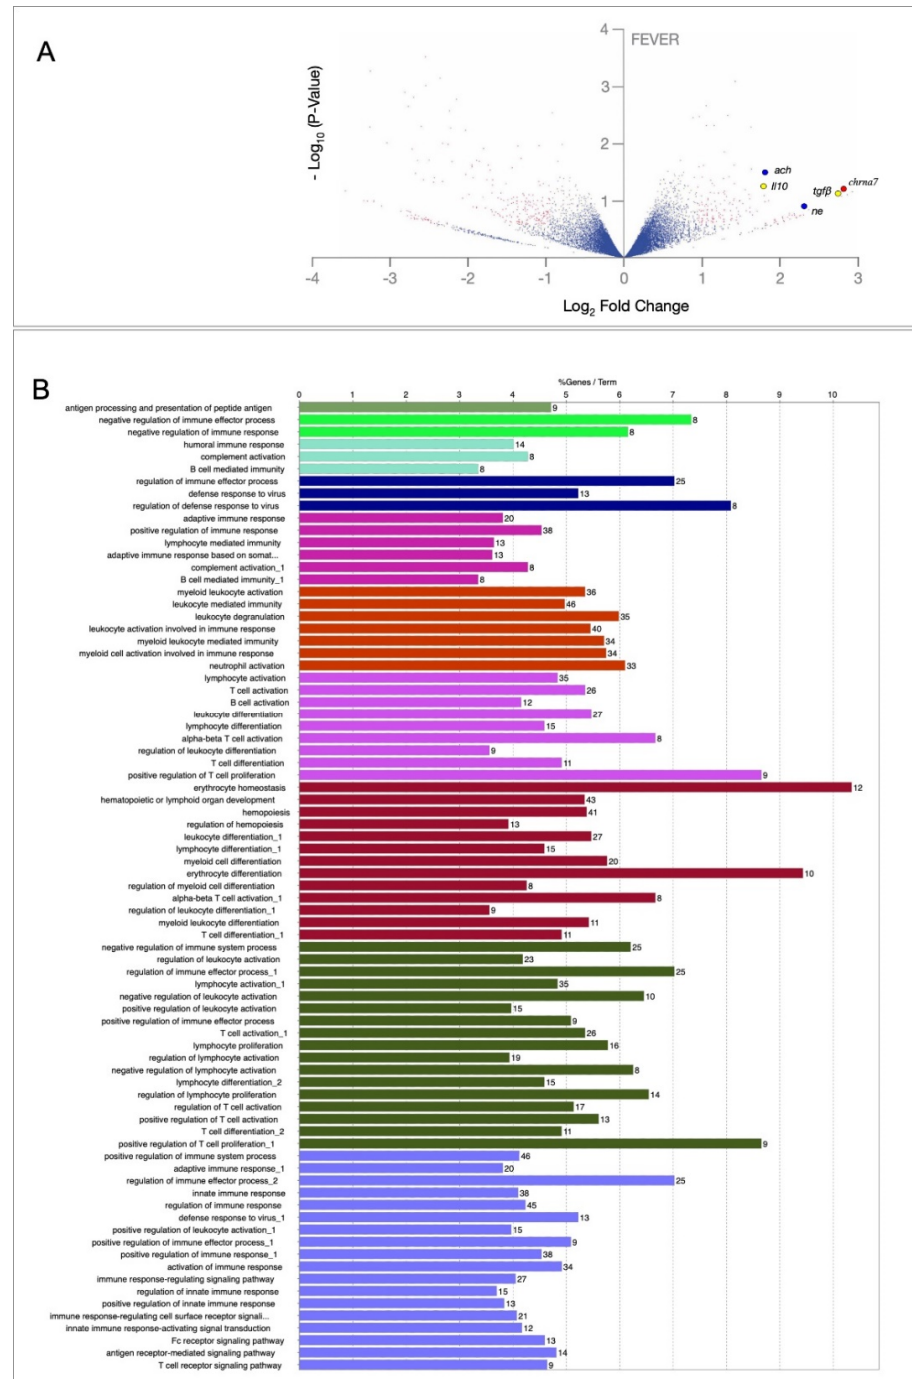 A
FEVER
- Log10 (P-Value)
4
3
2
1
ach
Il10
tgfβ
chrna7
ne
-4 -3 -2 -1 0 1 2 3
Log2 Fold Change
B
%Genes / Term
0 1 2 3 4 5 6 7 8 9 10
antigen processing and presentation of peptide antigen 9
negative regulation of immune effector process 8
negative regulation of immune response 8
humoral immune response 14
complement activation 8
B cell mediated immunity 8
regulation of immune effector process 25
defense response to virus 13
regulation of defense response to virus 8
adaptive immune response 20
positive regulation of immune response 38
lymphocyte mediated immunity 13
adaptive immune response based on somat... 13
complement activation_1 8
B cell mediated immunity_1 8
myeloid leukocyte activation 36
leukocyte mediated immunity 46
leukocyte degranulation 35
leukocyte activation involved in immune response 40
myeloid leukocyte mediated immunity 34
myeloid cell activation involved in immune response 34
neutrophil activation 33
lymphocyte activation 35
T cell activation 26
B cell activation 12
leukocyte differentiation 27
lymphocyte differentiation 15
alpha-beta T cell activation 8
regulation of leukocyte differentiation 9
T cell differentiation 11
positive regulation of T cell proliferation 9
erythrocyte homeostasis 12
hematopoietic or lymphoid organ development 43
hemopoiesis 41
regulation of hemopoiesis 13
leukocyte differentiation_1 27
lymphocyte differentiation_1 15
myeloid cell differentiation 20
erythrocyte differentiation 10
regulation of myeloid cell differentiation 8
alpha-beta T cell activation_1 8
regulation of leukocyte differentiation_1 9
myeloid leukocyte differentiation 11
T cell differentiation_1 11
negative regulation of immune system process 25
regulation of leukocyte activation 23
regulation of immune effector process_1 25
lymphocyte activation_1 35
negative regulation of leukocyte activation 10
positive regulation of leukocyte activation 15
positive regulation of immune effector process 9
T cell activation_1 26
lymphocyte proliferation 16
regulation of lymphocyte activation 19
negative regulation of lymphocyte activation 8
lymphocyte differentiation_2 15
regulation of lymphocyte proliferation 14
regulation of T cell activation 17
positive regulation of T cell activation 13
T cell differentiation_2 11
positive regulation of T cell proliferation_1 9
positive regulation of immune system process 46
adaptive immune response_1 20
regulation of immune effector process_2 25
innate immune response 38
regulation of immune response 45
defense response to virus_1 13
positive regulation of leukocyte activation_1 15
positive regulation of immune effector process_1 9
positive regulation of immune response_1 38
activation of immune response 34
immune response-regulating signaling pathway 27
regulation of innate immune response 15
positive regulation of innate immune response 13
immune response-regulating cell surface receptor signali... 21
innate immune response-activating signal transduction 12
Fc receptor signaling pathway 13
antigen receptor-mediated signaling pathway 14
T cell receptor signaling pathway 9